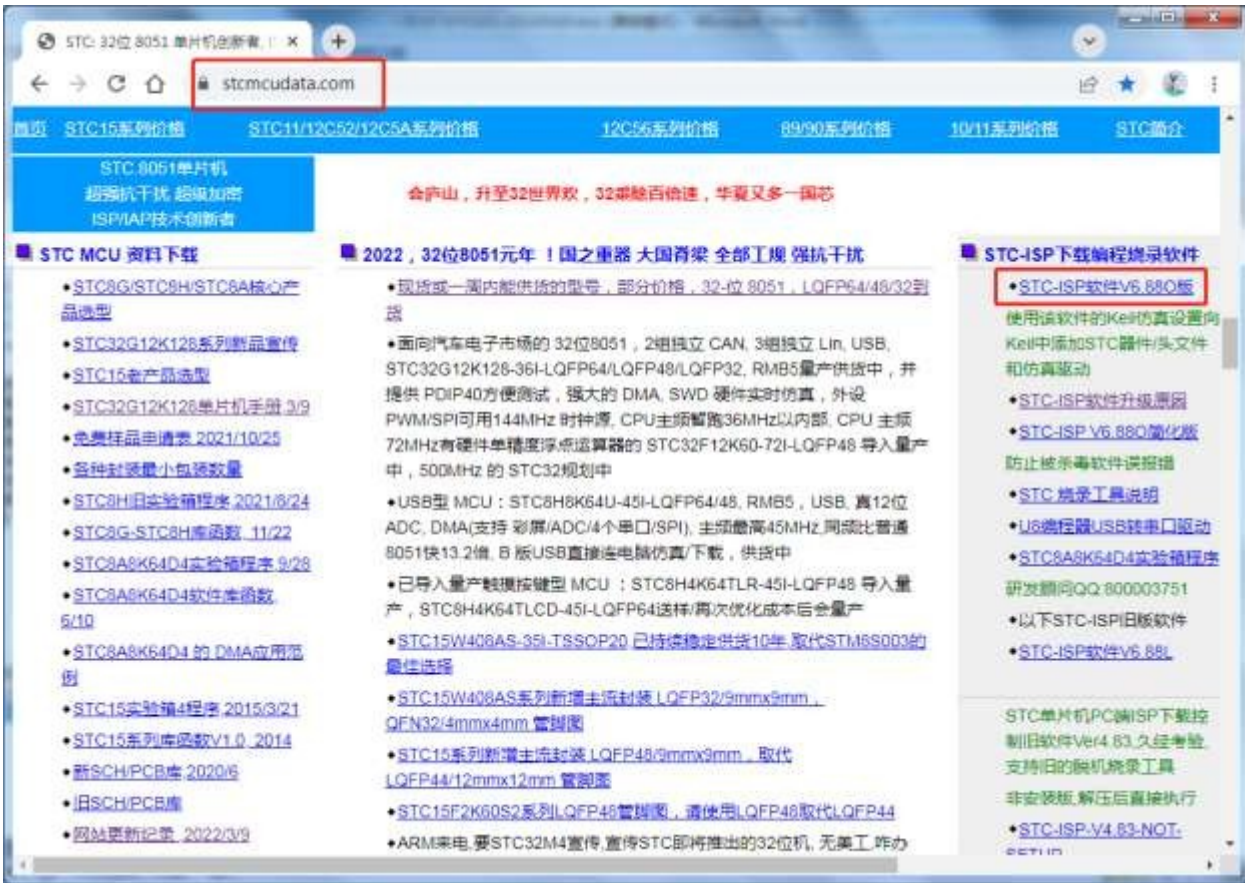 STC: 32位 8051 单片机创新者, I
stcmcudata.com
首页 STC15系列价格 STC11/12C52/12C5A系列价格 12C56系列价格 89/90系列价格 10/11系列价格 STC简介
STC 8051单片机
超强抗干扰 超级加密
ISP/IAP技术创新者
会庐山，升至32世界欢，32乘除百倍速，华夏又多一国芯
STC MCU 资料下载
STC8G/STC8H/STC8A核心产
品选型
STC32G12K128系列新品宣传
STC15老产品选型
STC32G12K128单片机手册 3/9
免费样品申请表 2021/10/25
各种封装最小包装数量
STC8H旧实验箱程序,2021/8/24
STC8G-STC8H库函数, 11/22
STC8A8K64D4实验箱程序,9/28
STC8A8K64D4软件库函数,
6/10
STC8A8K64D4 的 DMA应用范
例
STC15实验箱4程序,2015/3/21
STC15系列库函数V1.0, 2014
新SCH/PCB库,2020/6
旧SCH/PCB库
网站更新纪录, 2022/3/9
2022，32位8051元年 ！国之重器 大国脊梁 全部工规 强抗干扰
现货或一周内能供货的型号，部分价格，32-位 8051，LQFP64/48/32到
货
面向汽车电子市场的 32位8051，2组独立 CAN, 3组独立 Lin, USB,
STC32G12K128-36I-LQFP64/LQFP48/LQFP32, RMB5量产供货中，并
提供 PDIP40方便测试，强大的 DMA, SWD 硬件实时仿真，外设
PWM/SPI可用144MHz 时钟源, CPU主频暂跑36MHz以内部, CPU 主频
72MHz有硬件单精度浮点运算器的 STC32F12K60-72I-LQFP48 导入量产
中，500MHz 的 STC32规划中
USB型 MCU：STC8H8K64U-45I-LQFP64/48, RMB5，USB, 真12位
ADC, DMA(支持 彩屏/ADC/4个串口/SPI), 主频最高45MHz,同频比普通
8051快13.2倍, B 版USB直接连电脑仿真/下载，供货中
已导入量产触摸按键型 MCU ：STC8H4K64TLR-45I-LQFP48 导入量
产，STC8H4K64TLCD-45I-LQFP64送样/再次优化成本后会量产
STC15W408AS-35I-TSSOP20 已持续稳定供货10年,取代STM8S003的
最佳选择
STC15W408AS系列新增主流封装 LQFP32/9mmx9mm，
QFN32/4mmx4mm 管脚图
STC15系列新增主流封装 LQFP48/9mmx9mm，取代
LQFP44/12mmx12mm 管脚图
STC15F2K60S2系列LQFP48管脚图，请使用LQFP48取代LQFP44
ARM来电,要STC32M4宣传,宣传STC即将推出的32位机, 无美工,咋办
STC-ISP下载编程烧录软件
STC-ISP软件V6.88O版
使用该软件的Keil仿真设置向
Keil中添加STC器件/头文件
和仿真驱动
STC-ISP软件升级原因
STC-ISP V6.88O简化版
防止被杀毒软件误报错
STC 烧录工具说明
U8编程器USB转串口驱动
STC8A8K64D4实验箱程序
研发顾问QQ:800003751
以下STC-ISP旧版软件
STC-ISP软件V6.88L
STC单片机PC端ISP下载控
制旧软件Ver4.83,久经考验,
支持旧的脱机烧录工具
非安装版,解压后直接执行
STC-ISP-V4.83-NOT-
SETUP